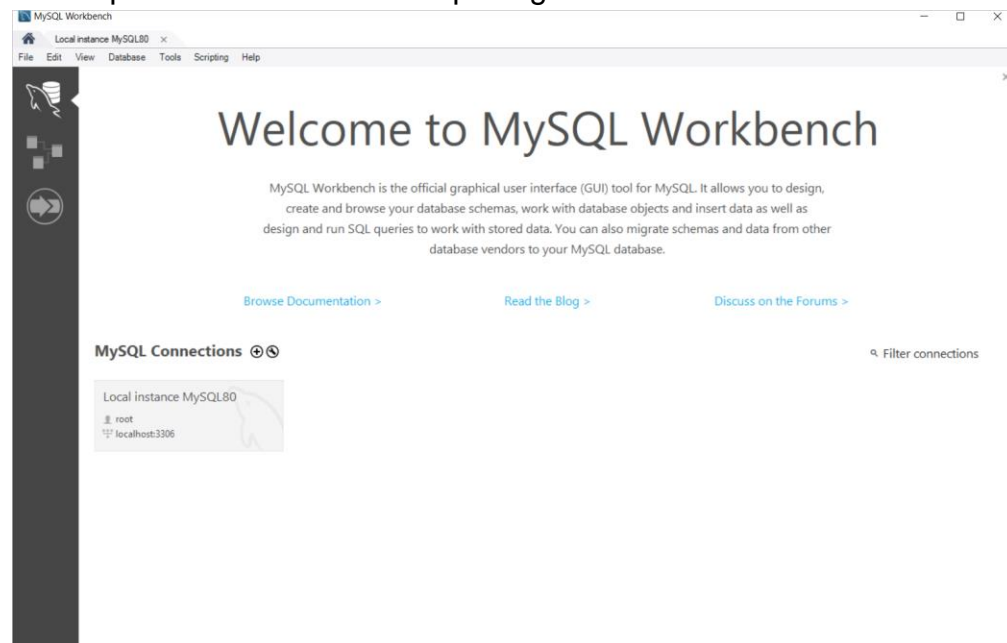 MySQL Workbench
Local instance MySQL80 ×
File Edit View Database Tools Scripting Help
Welcome to MySQL Workbench
MySQL Workbench is the official graphical user interface (GUI) tool for MySQL. It allows you to design,
create and browse your database schemas, work with database objects and insert data as well as
design and run SQL queries to work with stored data. You can also migrate schemas and data from other
database vendors to your MySQL database.
Browse Documentation > Read the Blog > Discuss on the Forums >
MySQL Connections Filter connections
Local instance MySQL80
root
localhost:3306